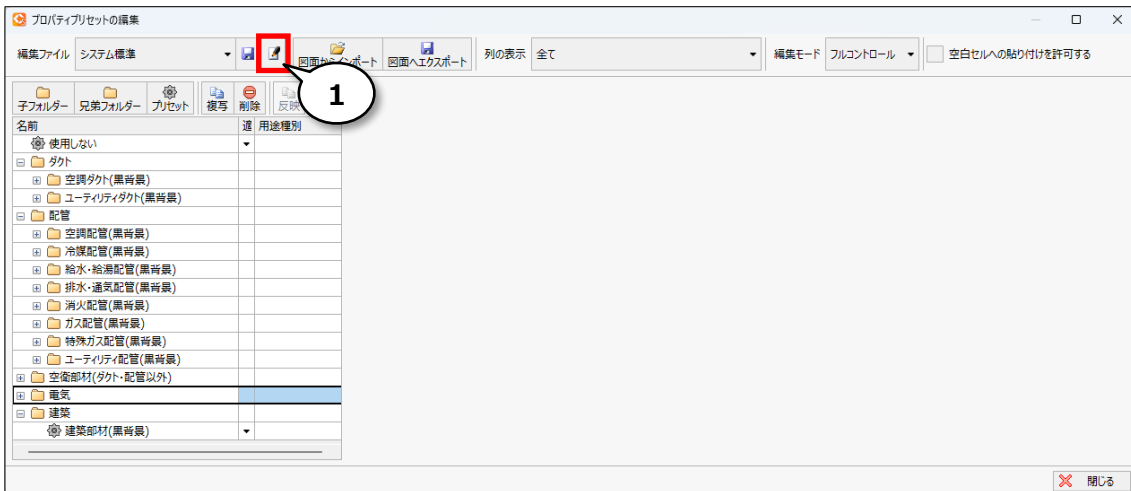 プロパティプリセットの編集
編集ファイル システム標準 図面からインポート 図面へエクスポート 列の表示 全て 編集モード フルコントロール 空白セルへの貼り付けを許可する
1
子フォルダー 兄弟フォルダー プリセット 複写 削除 反映
名前 適 用途種別
使用しない
ダクト
空調ダクト(黒背景)
ユーティリティダクト(黒背景)
配管
空調配管(黒背景)
冷媒配管(黒背景)
給水・給湯配管(黒背景)
排水・通気配管(黒背景)
消火配管(黒背景)
ガス配管(黒背景)
特殊ガス配管(黒背景)
ユーティリティ配管(黒背景)
空衛部材(ダクト・配管以外)
電気
建築
建築部材(黒背景)
閉じる